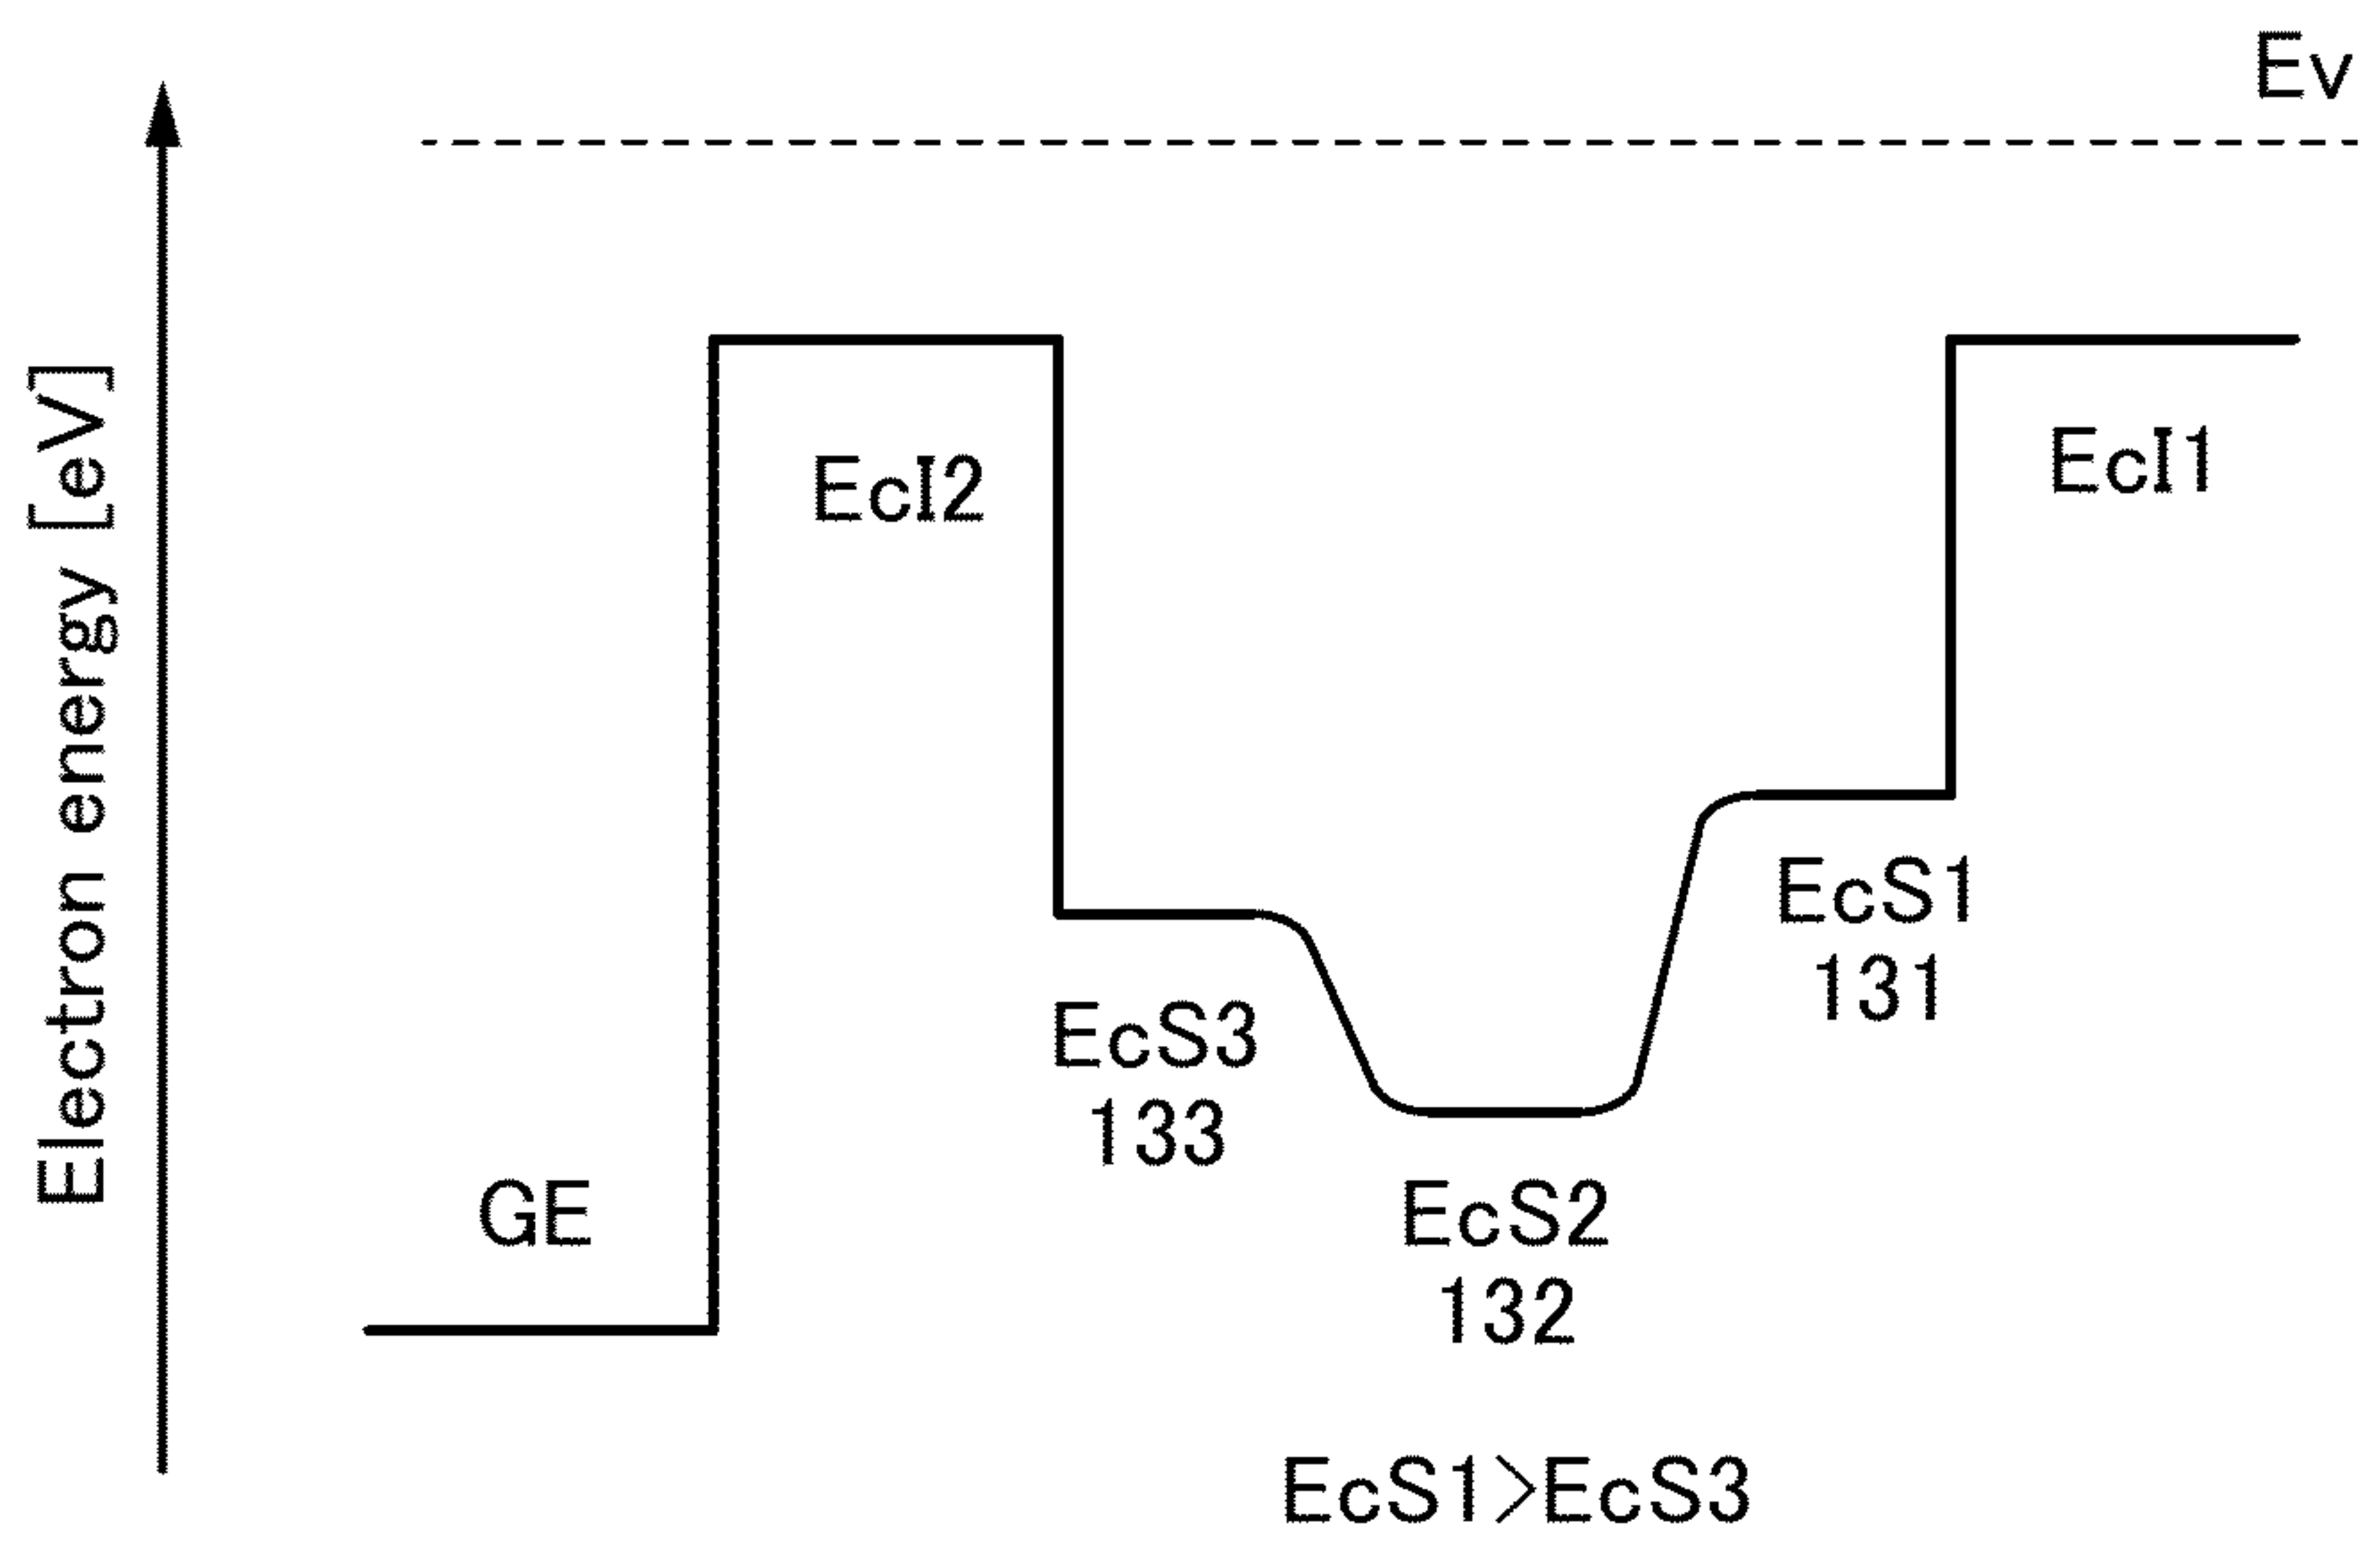 Ev
Electron energy [eV]
EcI2
EcI1
EcS1
131
EcS3
133
GE
EcS2
132
EcS1>EcS3